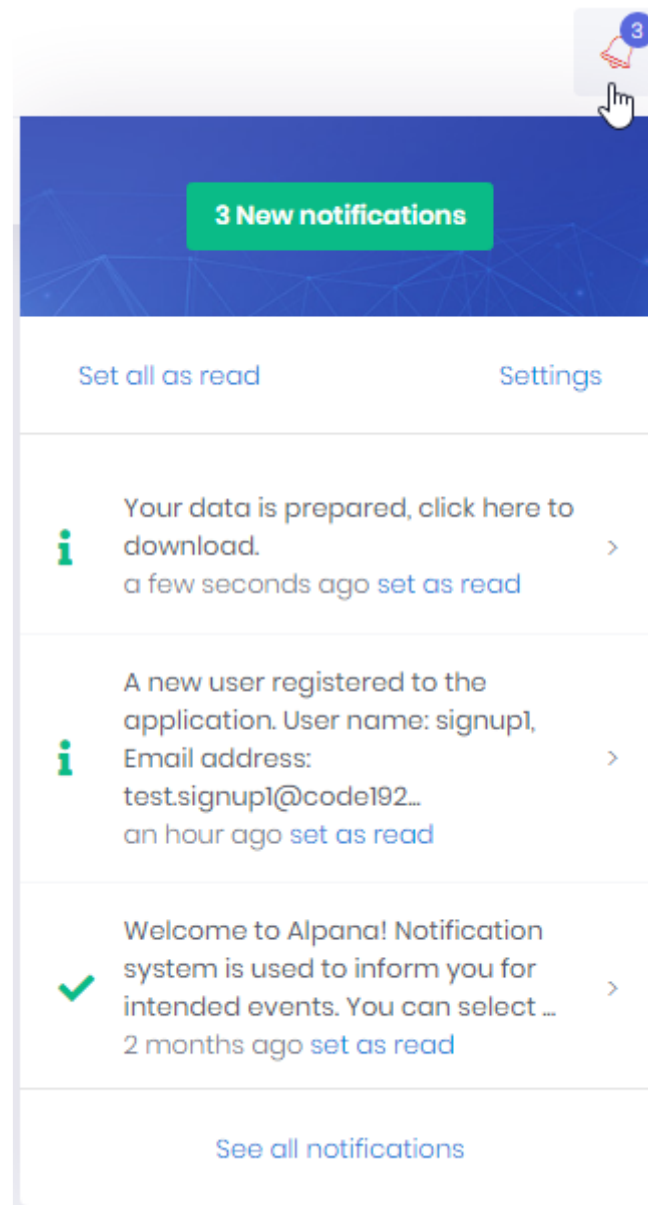 3
3 New notifications
Set all as read Settings
Your data is prepared, click here to
download.
a few seconds ago set as read
A new user registered to the
application. User name: signup1,
Email address:
test.signup1@code192...
an hour ago set as read
Welcome to Alpana! Notification
system is used to inform you for
intended events. You can select ...
2 months ago set as read
See all notifications